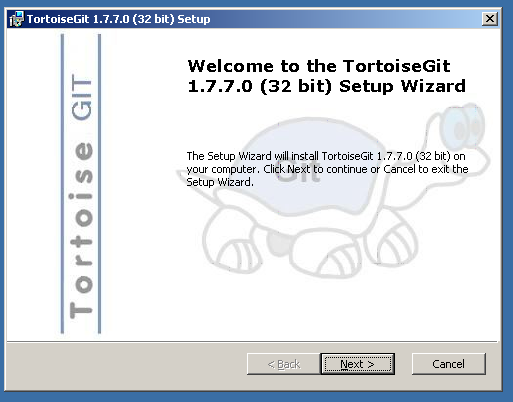 TortoiseGit 1.7.7.0 (32 bit) Setup
Tortoise GIT
Welcome to the TortoiseGit
1.7.7.0 (32 bit) Setup Wizard
Git
The Setup Wizard will install TortoiseGit 1.7.7.0 (32 bit) on
your computer. Click Next to continue or Cancel to exit the
Setup Wizard.
< Back
Next >
Cancel